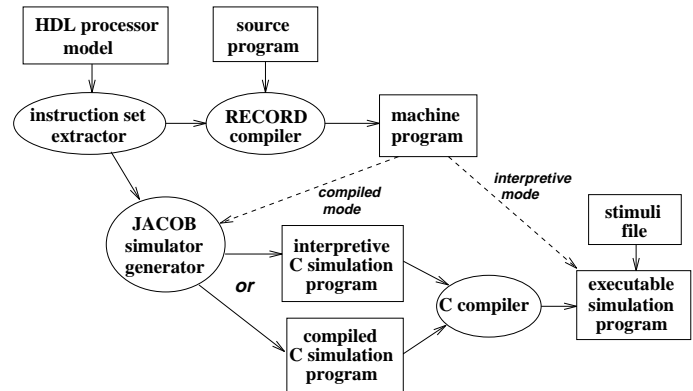 HDL processor
model
source
program
instruction set
extractor
RECORD
compiler
machine
program
compiled
mode
interpretive
mode
stimuli
file
JACOB
simulator
generator
or
interpretive
C simulation
program
C compiler
executable
simulation
program
compiled
C simulation
program